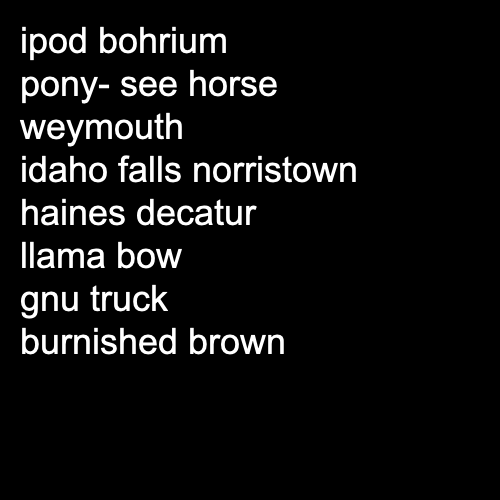 ipod bohrium
pony- see horse
weymouth
idaho falls norristown
haines decatur
llama bow
gnu truck
burnished brown